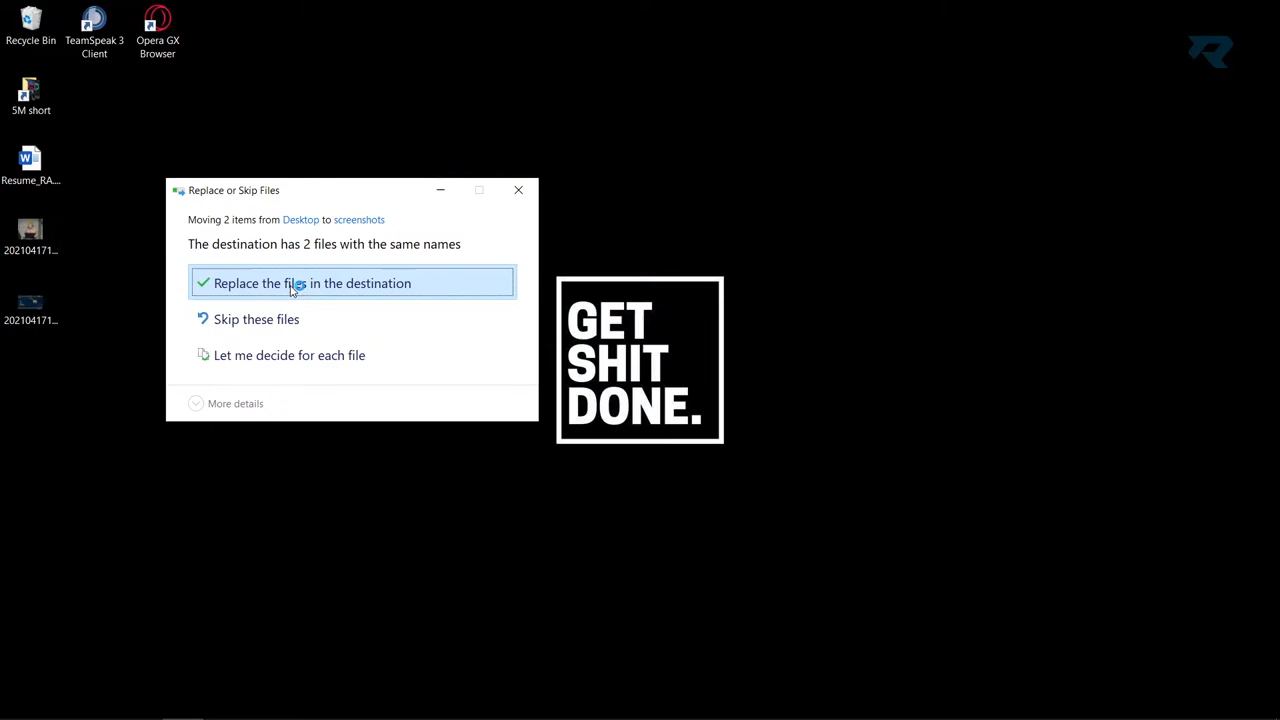 Recycle Bin
TeamSpeak 3
Client
Opera GX
Browser
5M short
Resume_RA....
202104171...
202104171...
Replace or Skip Files
Moving 2 items from Desktop to screenshots
The destination has 2 files with the same names
Replace the files in the destination
Skip these files
Let me decide for each file
More details
GET
SHIT
DONE.